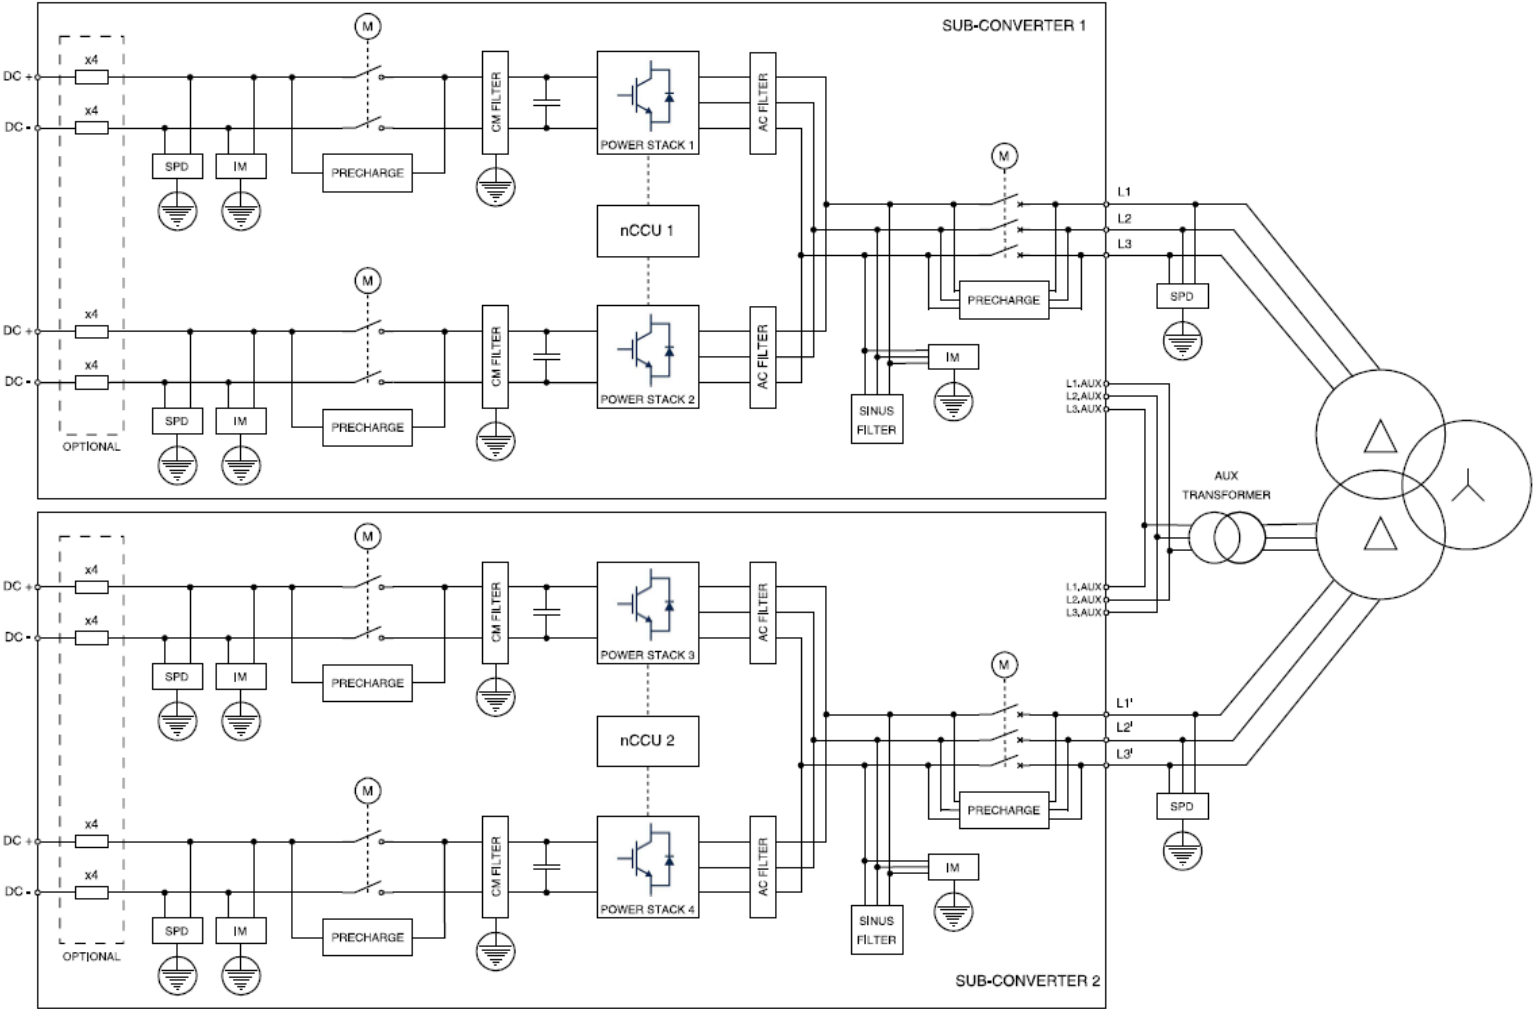 SUB-CONVERTER 1
M
x4
DC +
x4
DC -
SPD
IM
PRECHARGE
CM FILTER
POWER STACK 1
AC FILTER
nCCU 1
M
L1
L2
L3
PRECHARGE
SPD
M
x4
DC +
x4
DC -
SPD
IM
PRECHARGE
OPTIONAL
CM FILTER
POWER STACK 2
AC FILTER
IM
SINUS
FILTER
L1.AUX
L2.AUX
L3.AUX
AUX
TRANSFORMER
M
x4
DC +
x4
DC -
SPD
IM
PRECHARGE
CM FILTER
POWER STACK 3
AC FILTER
L1.AUX
L2.AUX
L3.AUX
nCCU 2
M
L1'
L2'
L3'
PRECHARGE
SPD
M
x4
DC +
x4
DC -
SPD
IM
PRECHARGE
OPTIONAL
CM FILTER
POWER STACK 4
AC FILTER
IM
SINUS
FILTER
SUB-CONVERTER 2